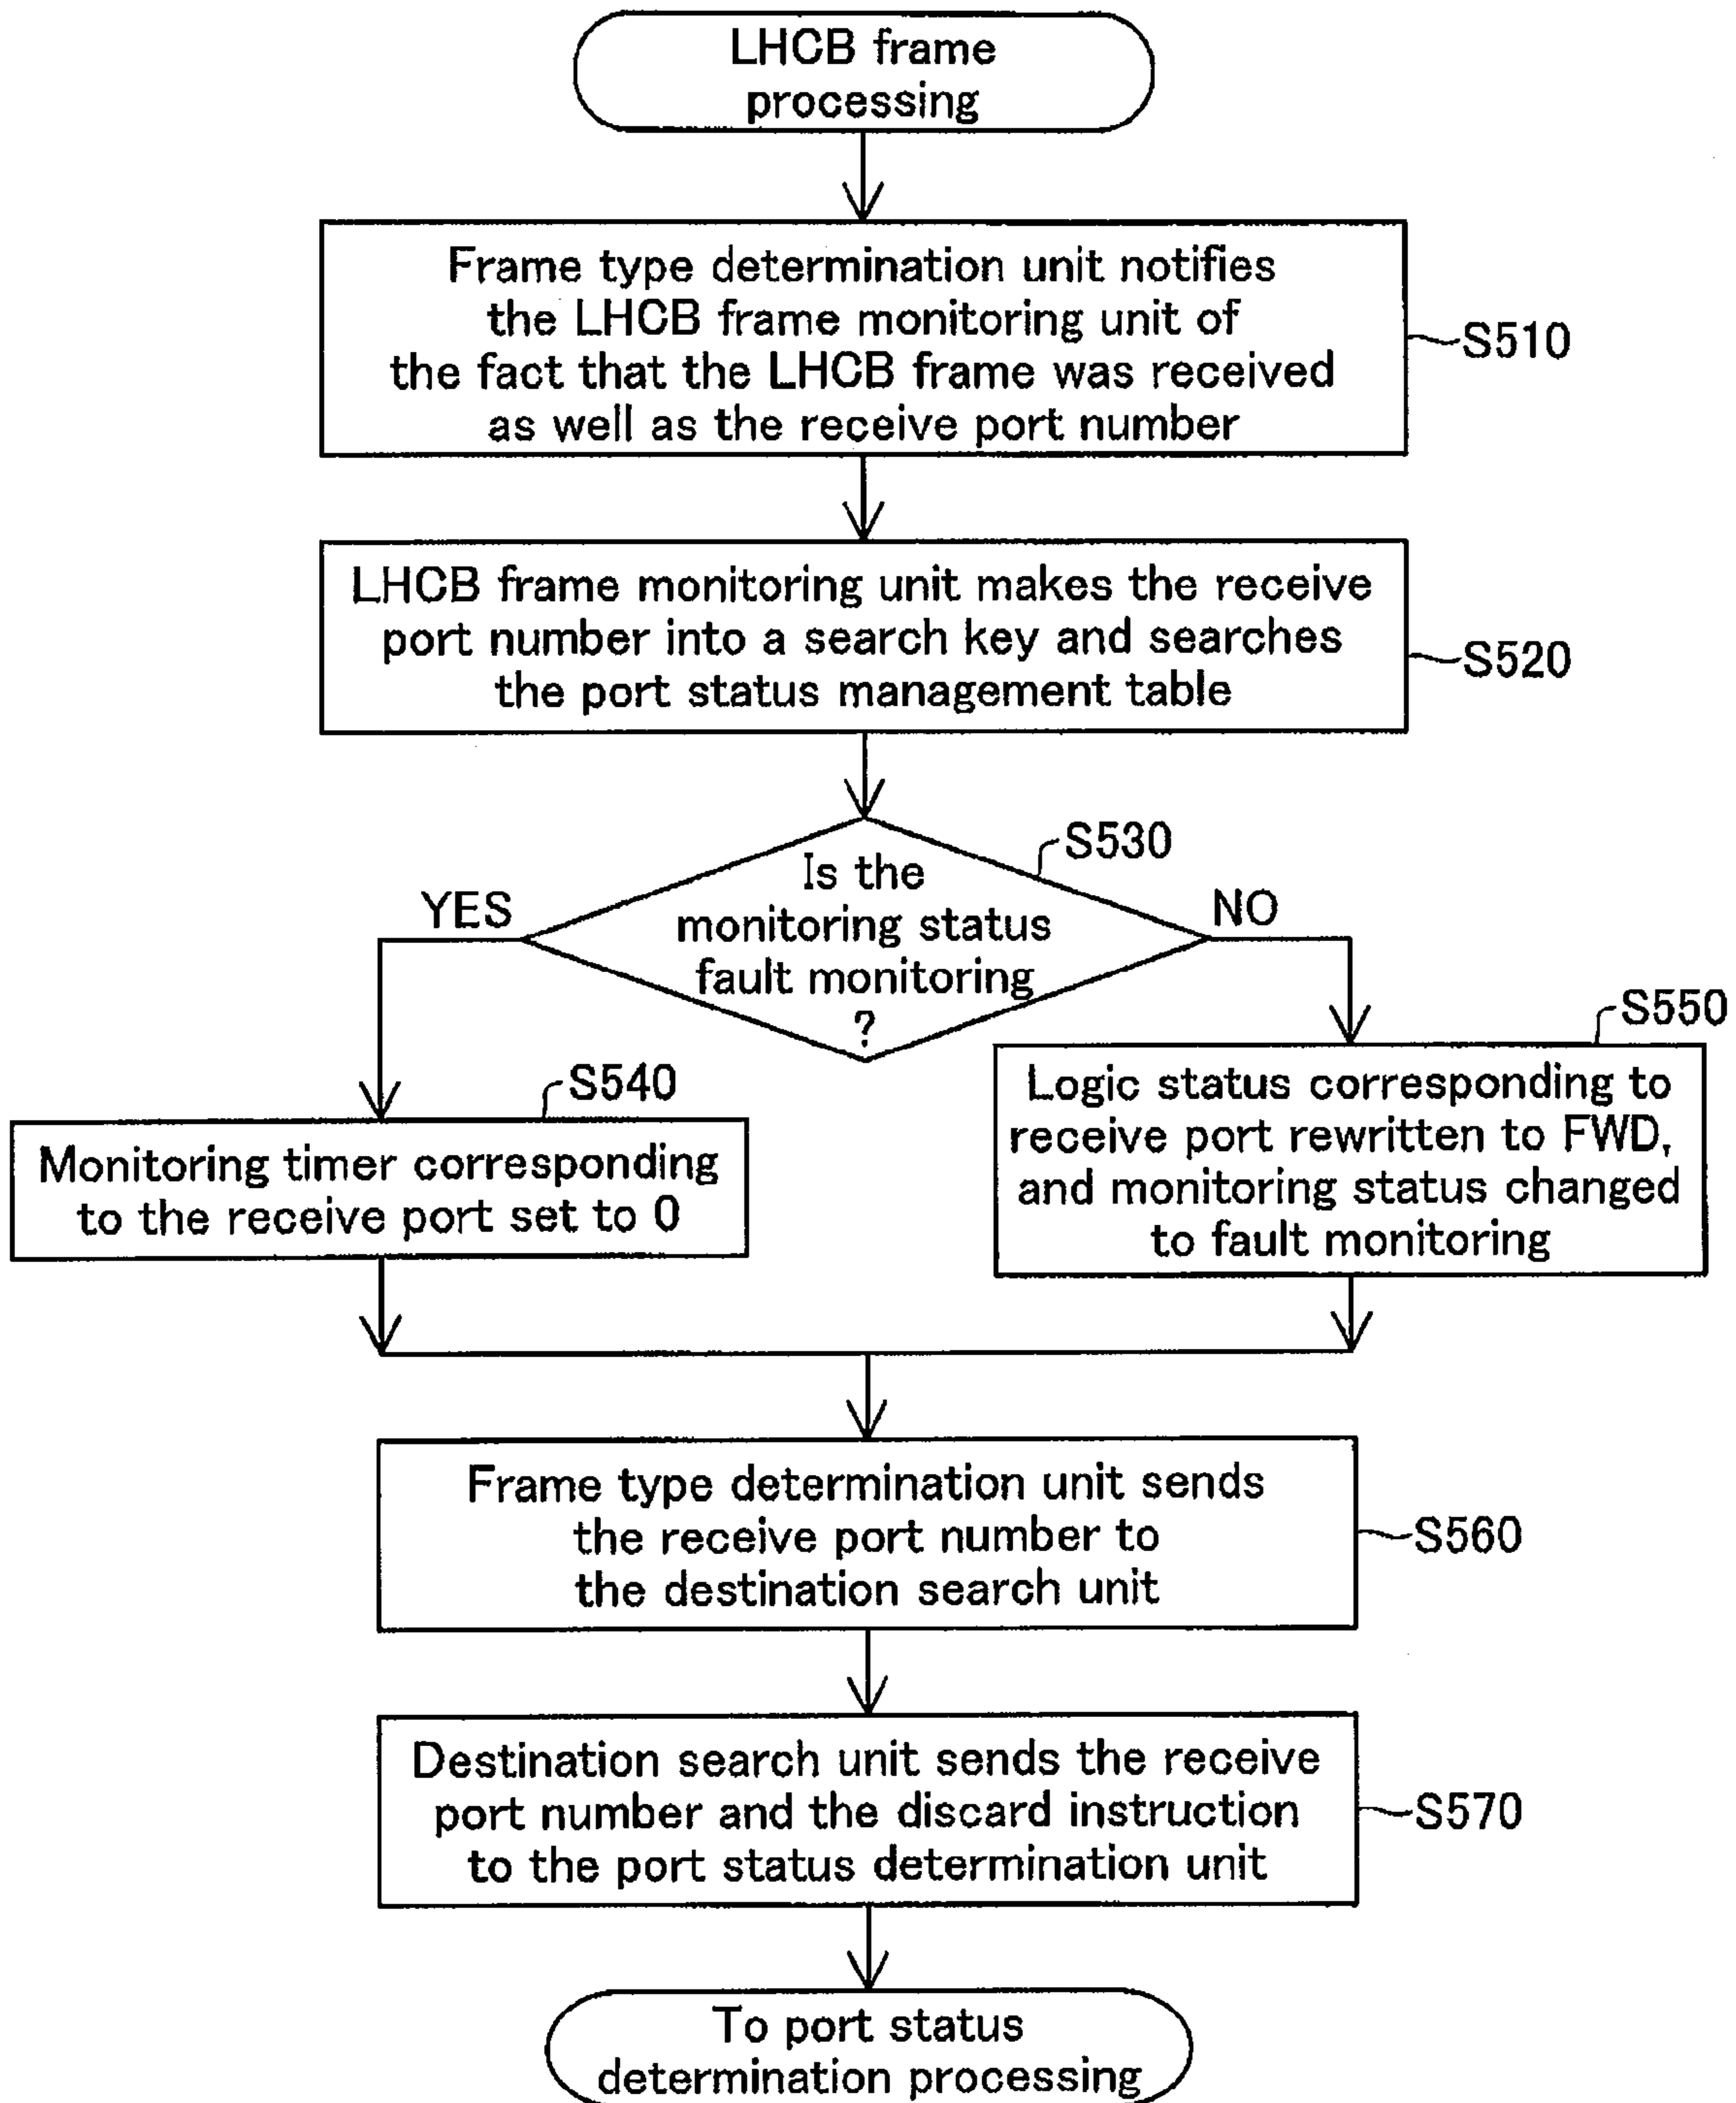 LHCB frame
processing
Frame type determination unit notifies
the LHCB frame monitoring unit of
the fact that the LHCB frame was received
as well as the receive port number
S510
LHCB frame monitoring unit makes the receive
port number into a search key and searches
the port status management table
S520
S530
Is the
monitoring status
fault monitoring
?
YES
NO
S540
Monitoring timer corresponding
to the receive port set to 0
S550
Logic status corresponding to
receive port rewritten to FWD,
and monitoring status changed
to fault monitoring
Frame type determination unit sends
the receive port number to
the destination search unit
S560
Destination search unit sends the receive
port number and the discard instruction
to the port status determination unit
S570
To port status
determination processing